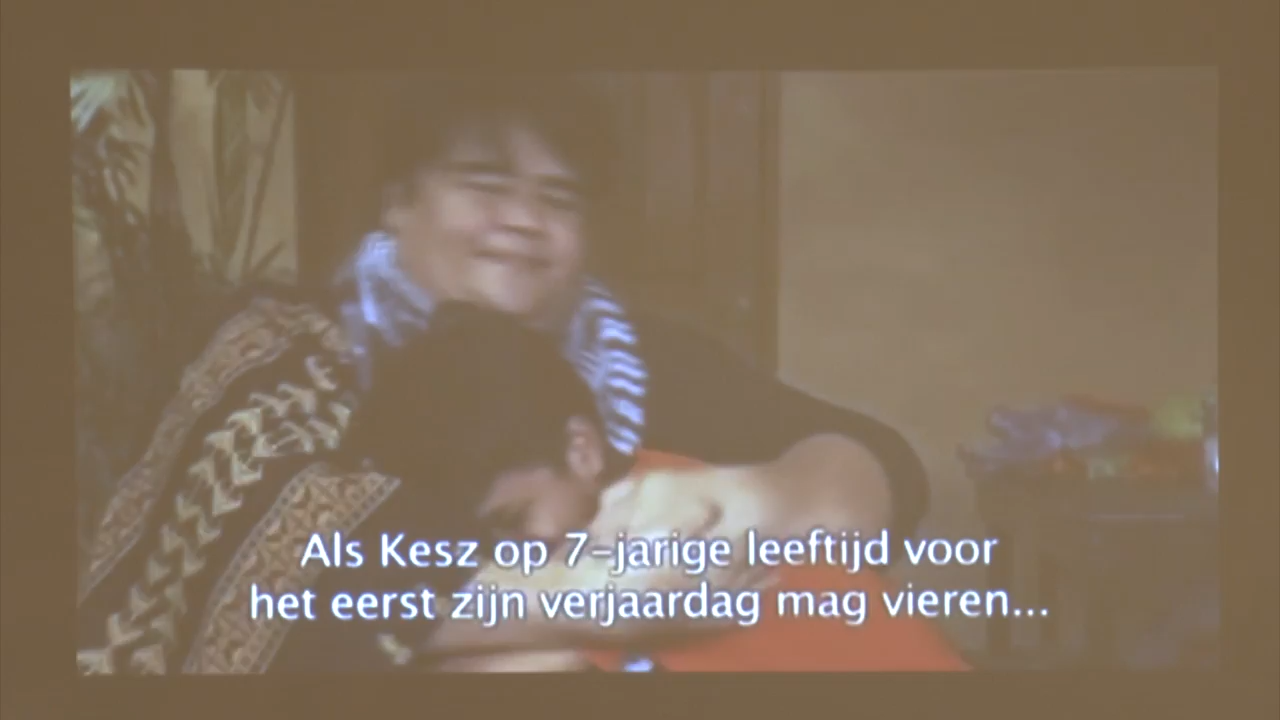 Als Kesz op 7-jarige leeftijd voor
het eerst zijn verjaardag mag vieren...